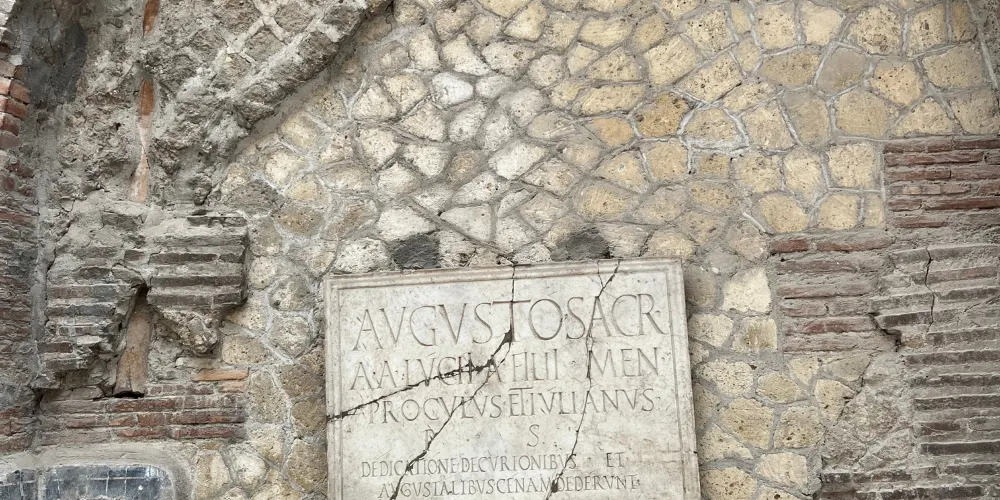 AVGVSTO SACR
A A LVCII A FILII MEN
PROCVLVS ET IVLIANVS
P S
DEDICATIONE DECVRIONIBVS ET
AVGVSTALIBVS CENAM DEDERVNT